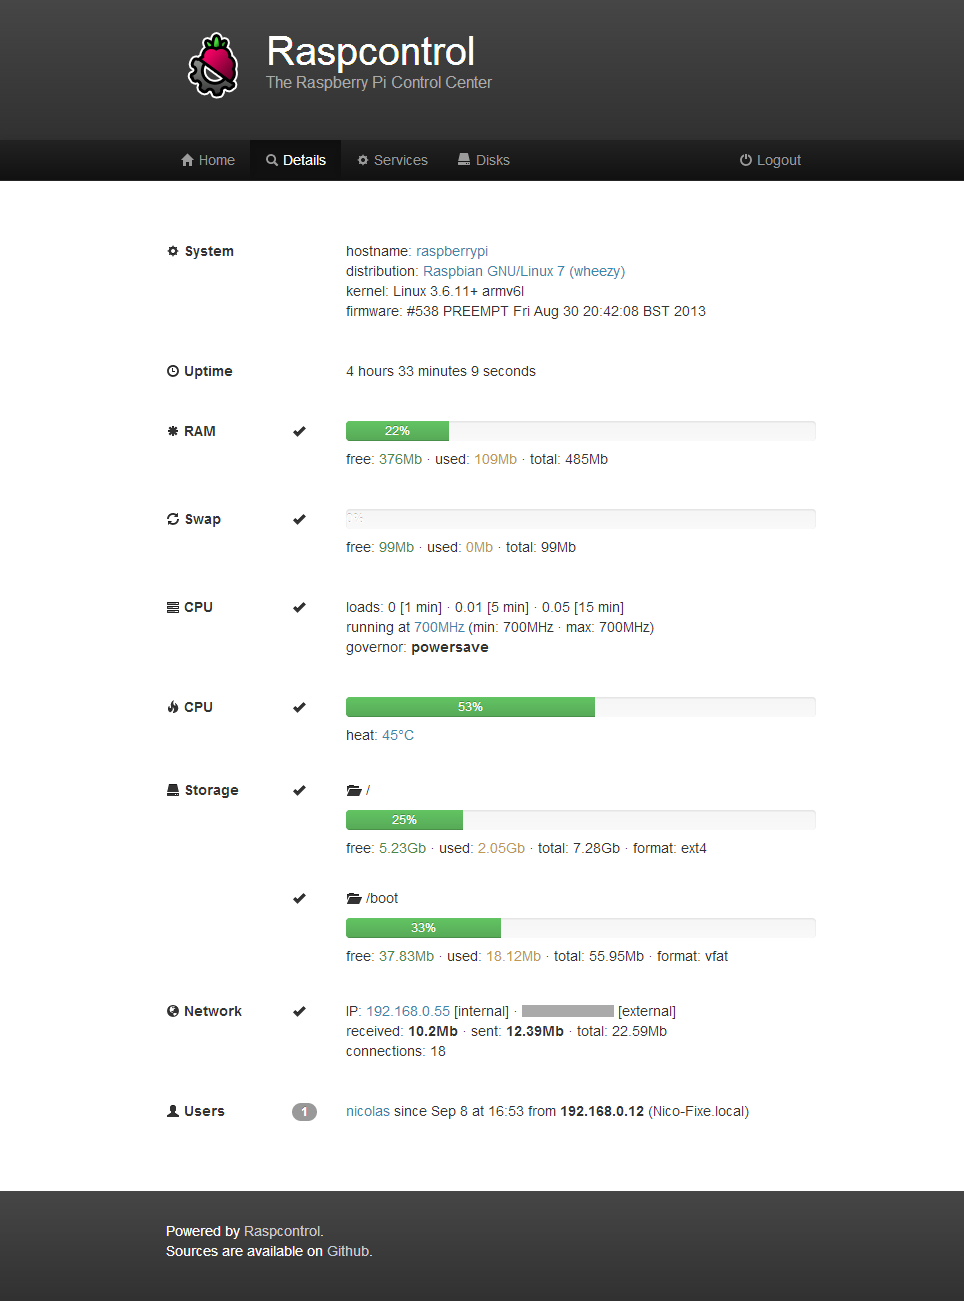 Raspcontrol
The Raspberry Pi Control Center
Home Details Services Disks Logout
System hostname: raspberrypi
distribution: Raspbian GNU/Linux 7 (wheezy)
kernel: Linux 3.6.11+ armv6l
firmware: #538 PREEMPT Fri Aug 30 20:42:08 BST 2013
Uptime 4 hours 33 minutes 9 seconds
RAM 22%
free: 376Mb · used: 109Mb · total: 485Mb
Swap
free: 99Mb · used: 0Mb · total: 99Mb
CPU loads: 0 [1 min] · 0.01 [5 min] · 0.05 [15 min]
running at 700MHz (min: 700MHz · max: 700MHz)
governor: powersave
CPU 53%
heat: 45°C
Storage /
25%
free: 5.23Gb · used: 2.05Gb · total: 7.28Gb · format: ext4
/boot
33%
free: 37.83Mb · used: 18.12Mb · total: 55.95Mb · format: vfat
Network IP: 192.168.0.55 [internal] · [external]
received: 10.2Mb · sent: 12.39Mb · total: 22.59Mb
connections: 18
Users 1 nicolas since Sep 8 at 16:53 from 192.168.0.12 (Nico-Fixe.local)
Powered by Raspcontrol.
Sources are available on Github.